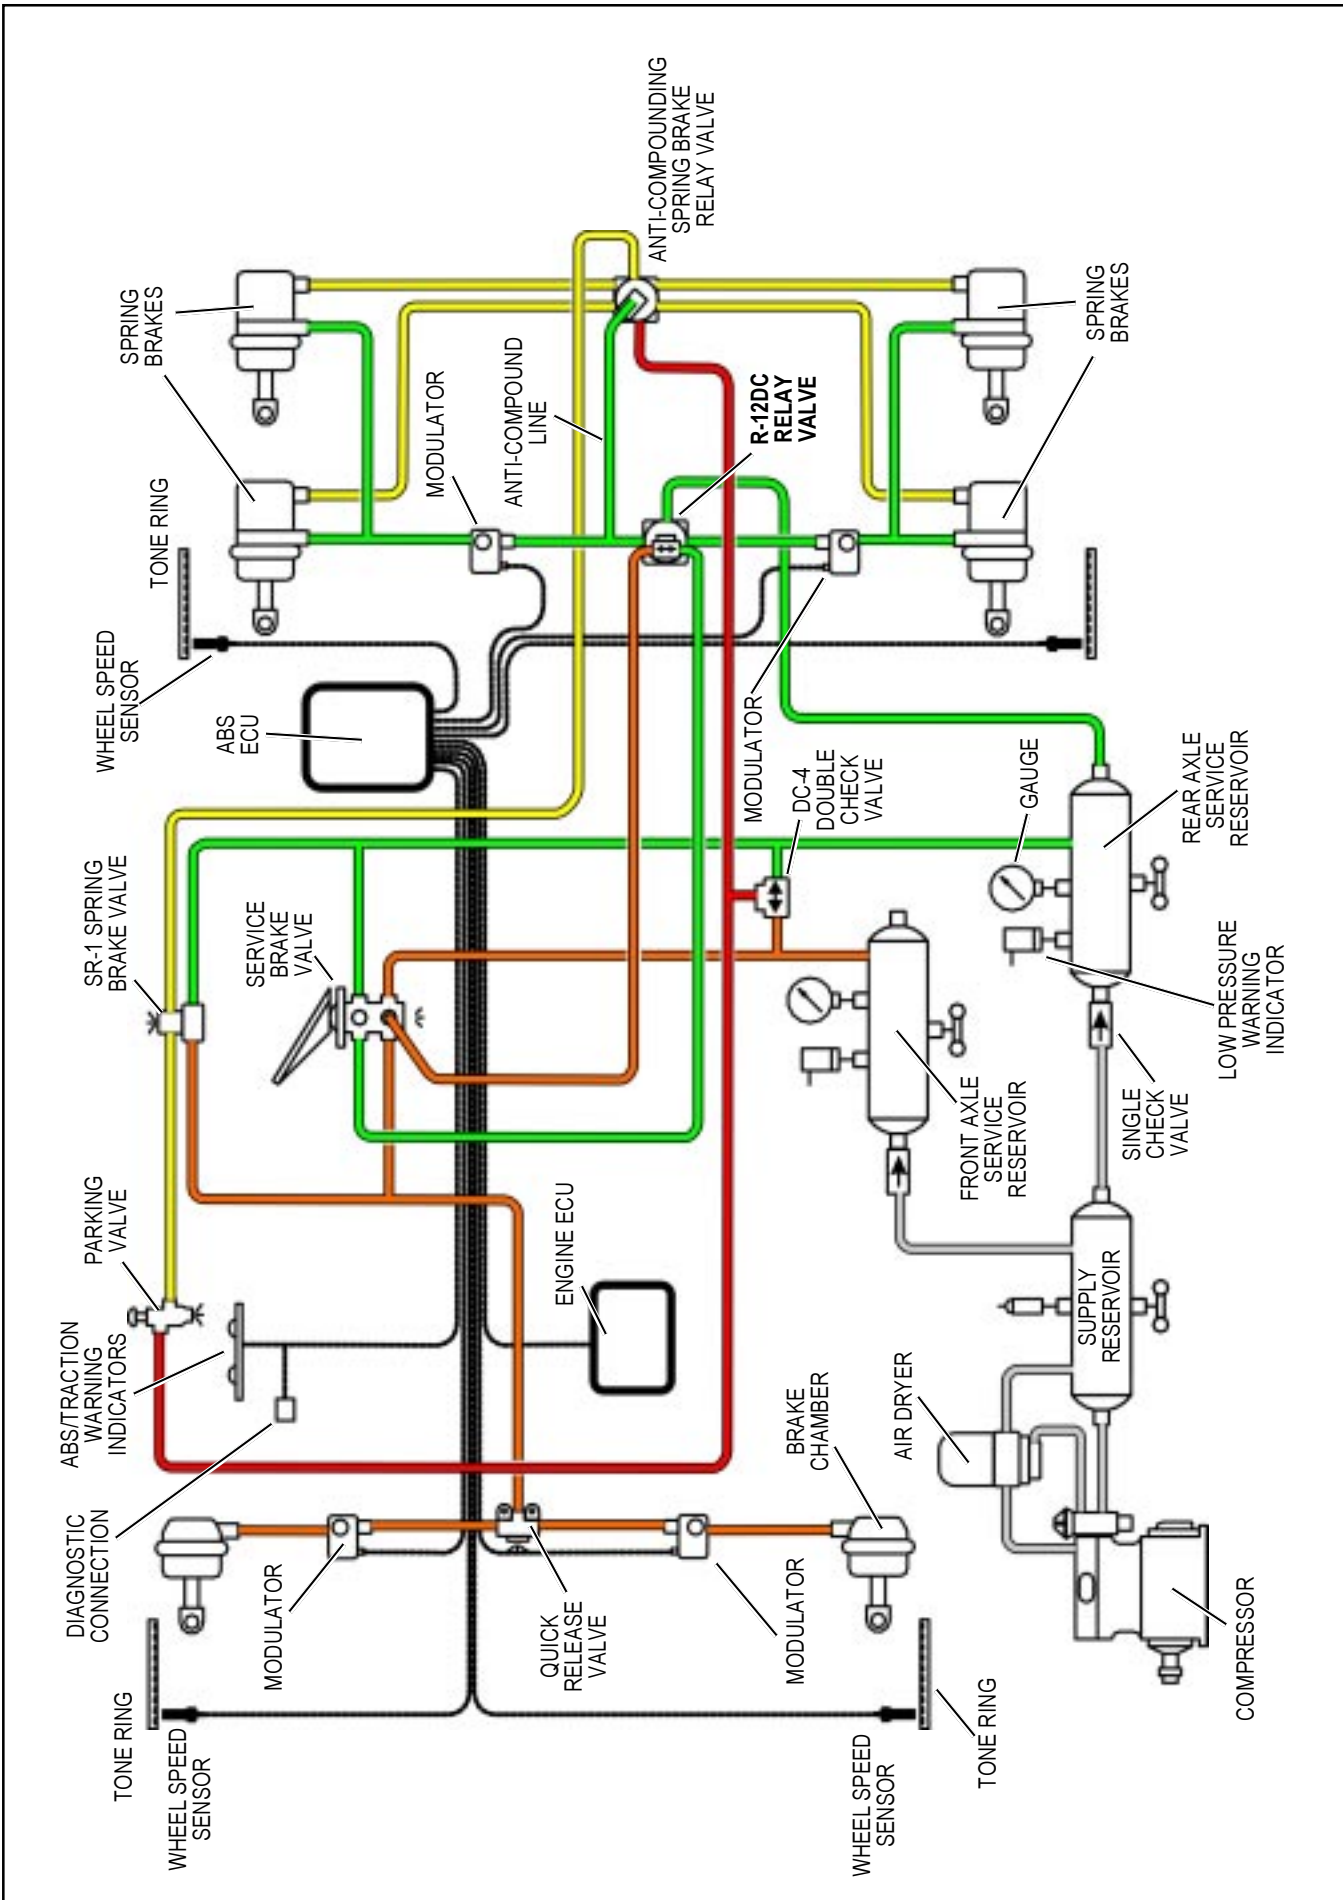 ANTI-COMPOUNDING
SPRING BRAKE
RELAY VALVE
SPRING
BRAKES
SPRING
BRAKES
MODULATOR
ANTI-COMPOUND
LINE
R-12DC
RELAY
VALVE
TONE RING
WHEEL SPEED
SENSOR
ABS
ECU
MODULATOR
DC-4
DOUBLE
CHECK
VALVE
GAUGE
REAR AXLE
SERVICE
RESERVOIR
SR-1 SPRING
BRAKE VALVE
SERVICE
BRAKE
VALVE
LOW PRESSURE
WARNING
INDICATOR
FRONT AXLE
SERVICE
RESERVOIR
SINGLE
CHECK
VALVE
PARKING
VALVE
ENGINE ECU
SUPPLY
RESERVOIR
ABS/TRACTION
WARNING
INDICATORS
BRAKE
CHAMBER
AIR DRYER
DIAGNOSTIC
CONNECTION
MODULATOR
QUICK
RELEASE
VALVE
MODULATOR
COMPRESSOR
TONE RING
WHEEL SPEED
SENSOR
WHEEL SPEED
SENSOR
TONE RING